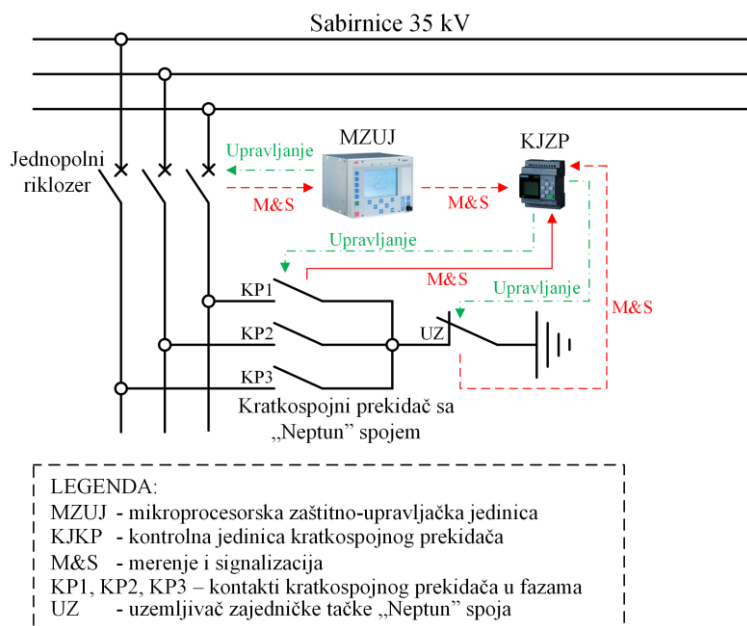 Sabirnice 35 kV
MZUJ
KJZP
Jednopolni
riklozer
Upravljanje
M&S
M&S
Upravljanje
M&S
Upravljanje
M&S
KP1
KP2
UZ
KP3
Kratkospojni prekidač sa
„Neptun” spojem
LEGENDA:
MZUJ - mikroprocesorska zaštitno-upravljačka jedinica
KJKP - kontrolna jedinica kratkospojnog prekidača
M&S - merenje i signalizacija
KP1, KP2, KP3 – kontakti kratkospojnog prekidača u fazama
UZ - uzemljivač zajedničke tačke „Neptun” spoja